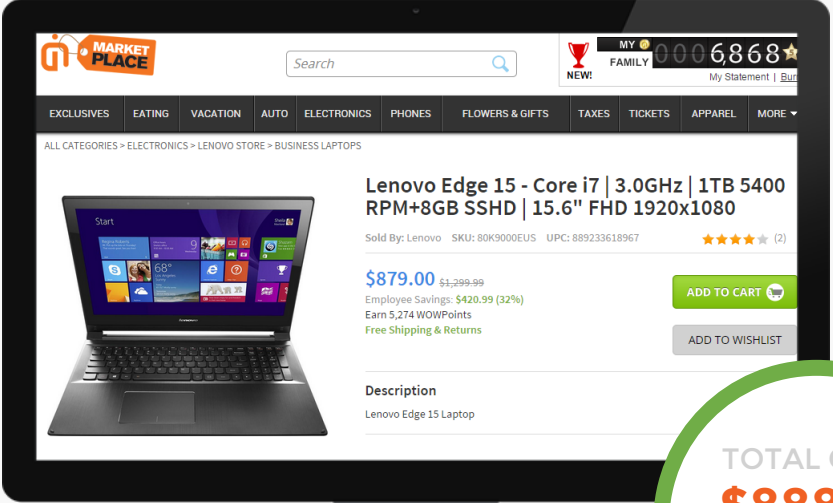 MARKET
PLACE
Search
NEW!
MY
FAMILY
0006,868
5
My Statement |
EXCLUSIVES EATING VACATION AUTO ELECTRONICS PHONES FLOWERS & GIFTS TAXES TICKETS APPAREL MORE
ALL CATEGORIES > ELECTRONICS > LENOVO STORE > BUSINESS LAPTOPS
Lenovo Edge 15 - Core i7 | 3.0GHz | 1TB 5400
RPM+8GB SSHD | 15.6" FHD 1920x1080
Sold By: Lenovo SKU: 80K9000EUS UPC: 889233618967
(2)
Start
9
68°
$879.00 $1,299.99
Employee Savings: $420.99 (32%)
Earn 5,274 WOWPoints
Free Shipping & Returns
ADD TO CART
ADD TO WISHLIST
Description
Lenovo Edge 15 Laptop
TOTAL